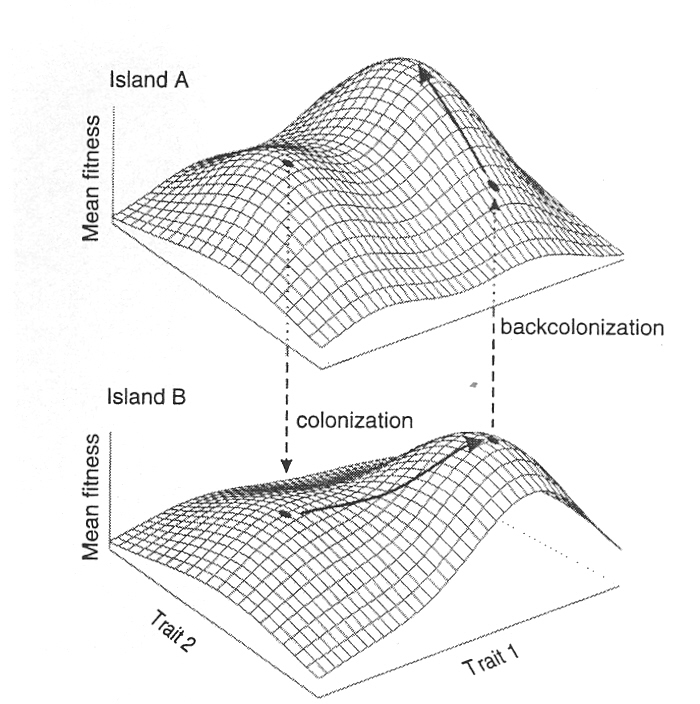 Island A
Mean fitness
backcolonization
Island B
colonization
Mean fitness
Trait 2
Trait 1